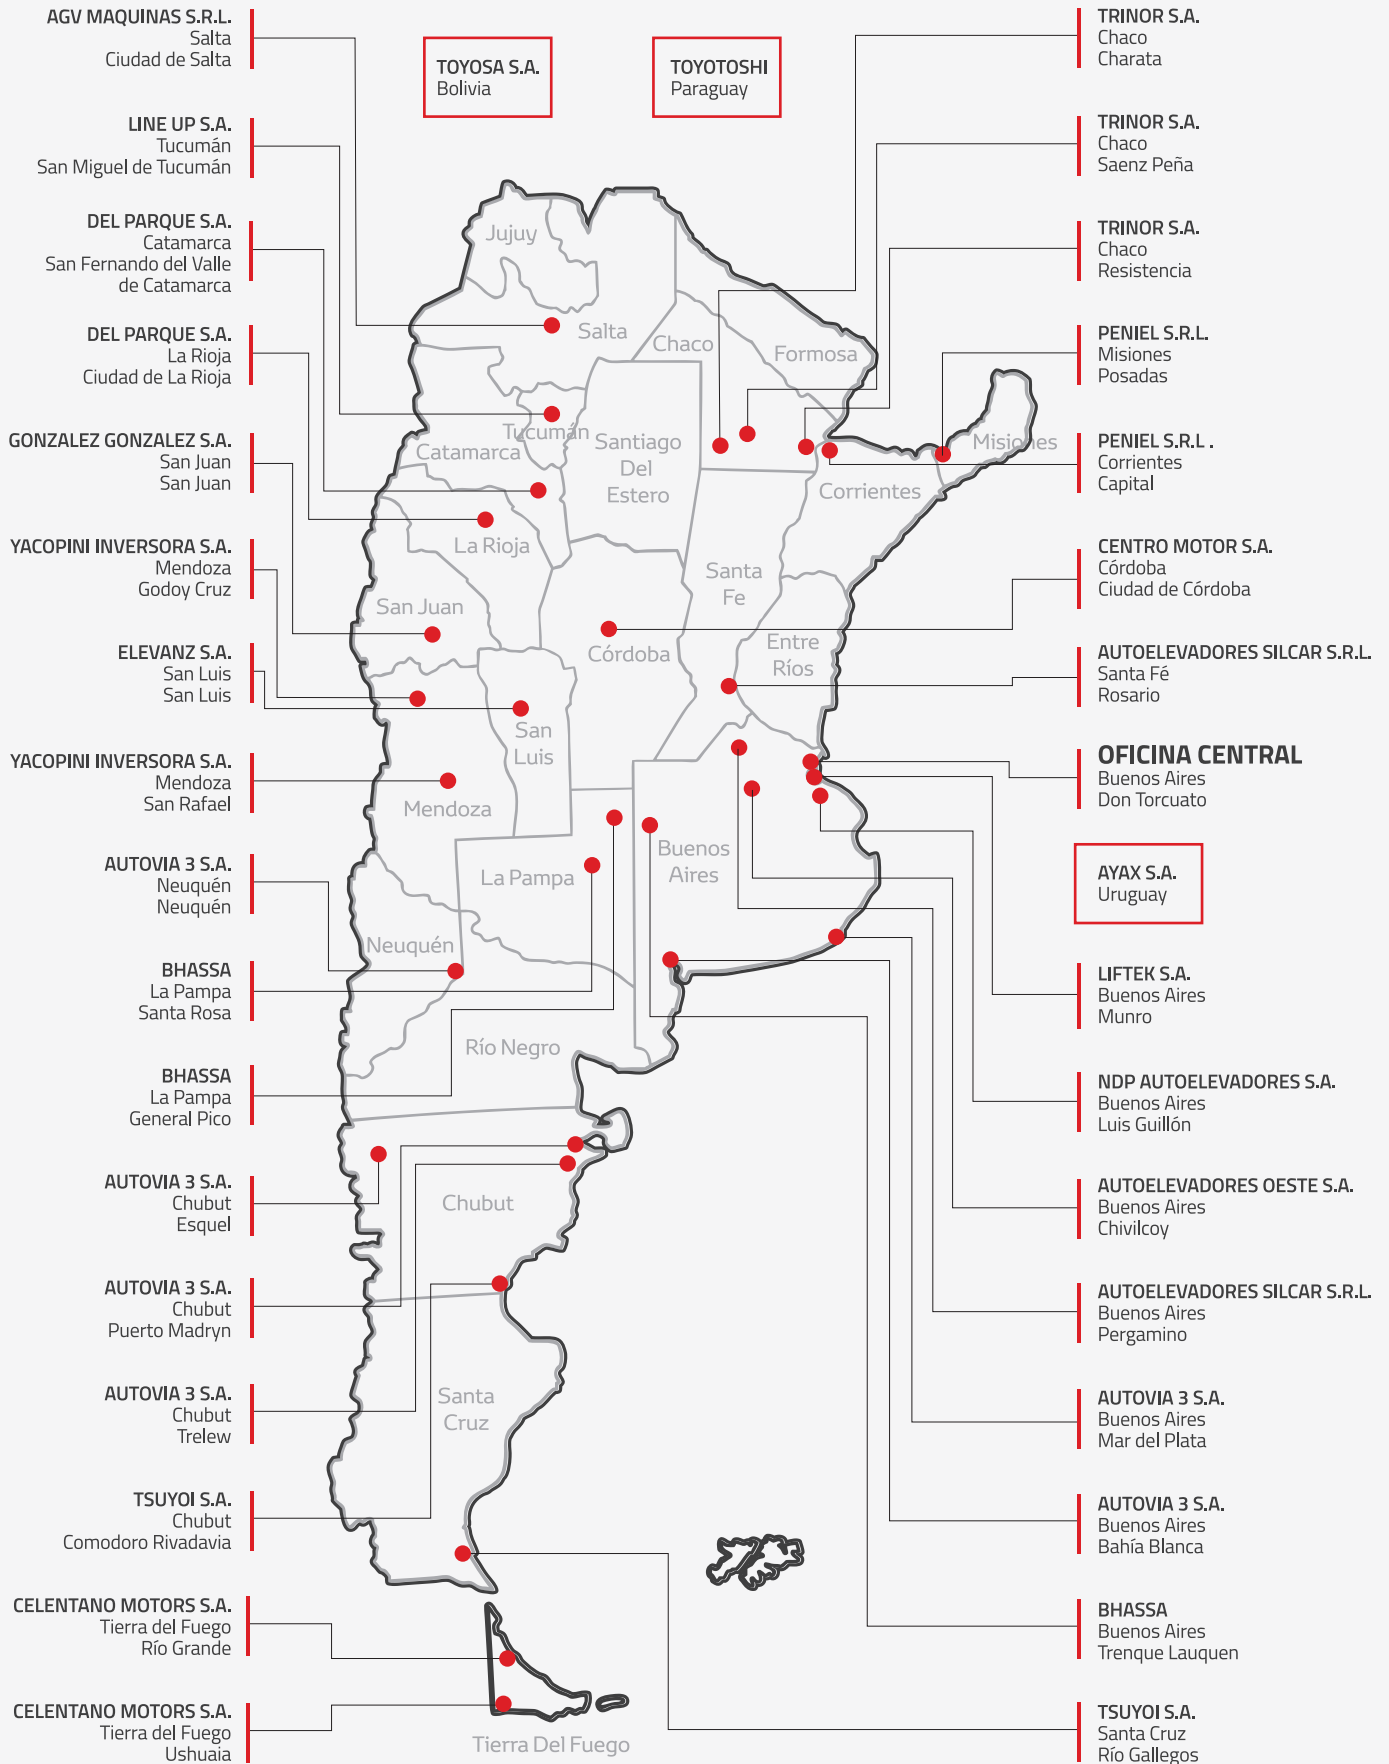 AGV MAQUINAS S.R.L.
Salta
Ciudad de Salta
LINE UP S.A.
Tucumán
San Miguel de Tucumán
DEL PARQUE S.A.
Catamarca
San Fernando del Valle
de Catamarca
DEL PARQUE S.A.
La Rioja
Ciudad de La Rioja
GONZALEZ GONZALEZ S.A.
San Juan
San Juan
YACOPINI INVERSORA S.A.
Mendoza
Godoy Cruz
ELEVANZ S.A.
San Luis
San Luis
YACOPINI INVERSORA S.A.
Mendoza
San Rafael
AUTOVIA 3 S.A.
Neuquén
Neuquén
BHASSA
La Pampa
Santa Rosa
BHASSA
La Pampa
General Pico
AUTOVIA 3 S.A.
Chubut
Esquel
AUTOVIA 3 S.A.
Chubut
Puerto Madryn
AUTOVIA 3 S.A.
Chubut
Trelew
TSUYOI S.A.
Chubut
Comodoro Rivadavia
CELENTANO MOTORS S.A.
Tierra del Fuego
Río Grande
CELENTANO MOTORS S.A.
Tierra del Fuego
Ushuaia
TOYOSA S.A.
Bolivia
TOYOTOSHI
Paraguay
Jujuy
Salta
Chaco
Formosa
Tucumán
Catamarca
Santiago
Del
Estero
Misiones
Corrientes
La Rioja
Santa
Fe
San Juan
Córdoba
Entre
Ríos
San
Luis
Mendoza
Buenos
Aires
La Pampa
Neuquén
Río Negro
Chubut
Santa
Cruz
Tierra Del Fuego
TRINOR S.A.
Chaco
Charata
TRINOR S.A.
Chaco
Saenz Peña
TRINOR S.A.
Chaco
Resistencia
PENIEL S.R.L.
Misiones
Posadas
PENIEL S.R.L .
Corrientes
Capital
CENTRO MOTOR S.A.
Córdoba
Ciudad de Córdoba
AUTOELEVADORES SILCAR S.R.L.
Santa Fé
Rosario
OFICINA CENTRAL
Buenos Aires
Don Torcuato
AYAX S.A.
Uruguay
LIFTEK S.A.
Buenos Aires
Munro
NDP AUTOELEVADORES S.A.
Buenos Aires
Luis Guillón
AUTOELEVADORES OESTE S.A.
Buenos Aires
Chivilcoy
AUTOELEVADORES SILCAR S.R.L.
Buenos Aires
Pergamino
AUTOVIA 3 S.A.
Buenos Aires
Mar del Plata
AUTOVIA 3 S.A.
Buenos Aires
Bahía Blanca
BHASSA
Buenos Aires
Trenque Lauquen
TSUYOI S.A.
Santa Cruz
Río Gallegos